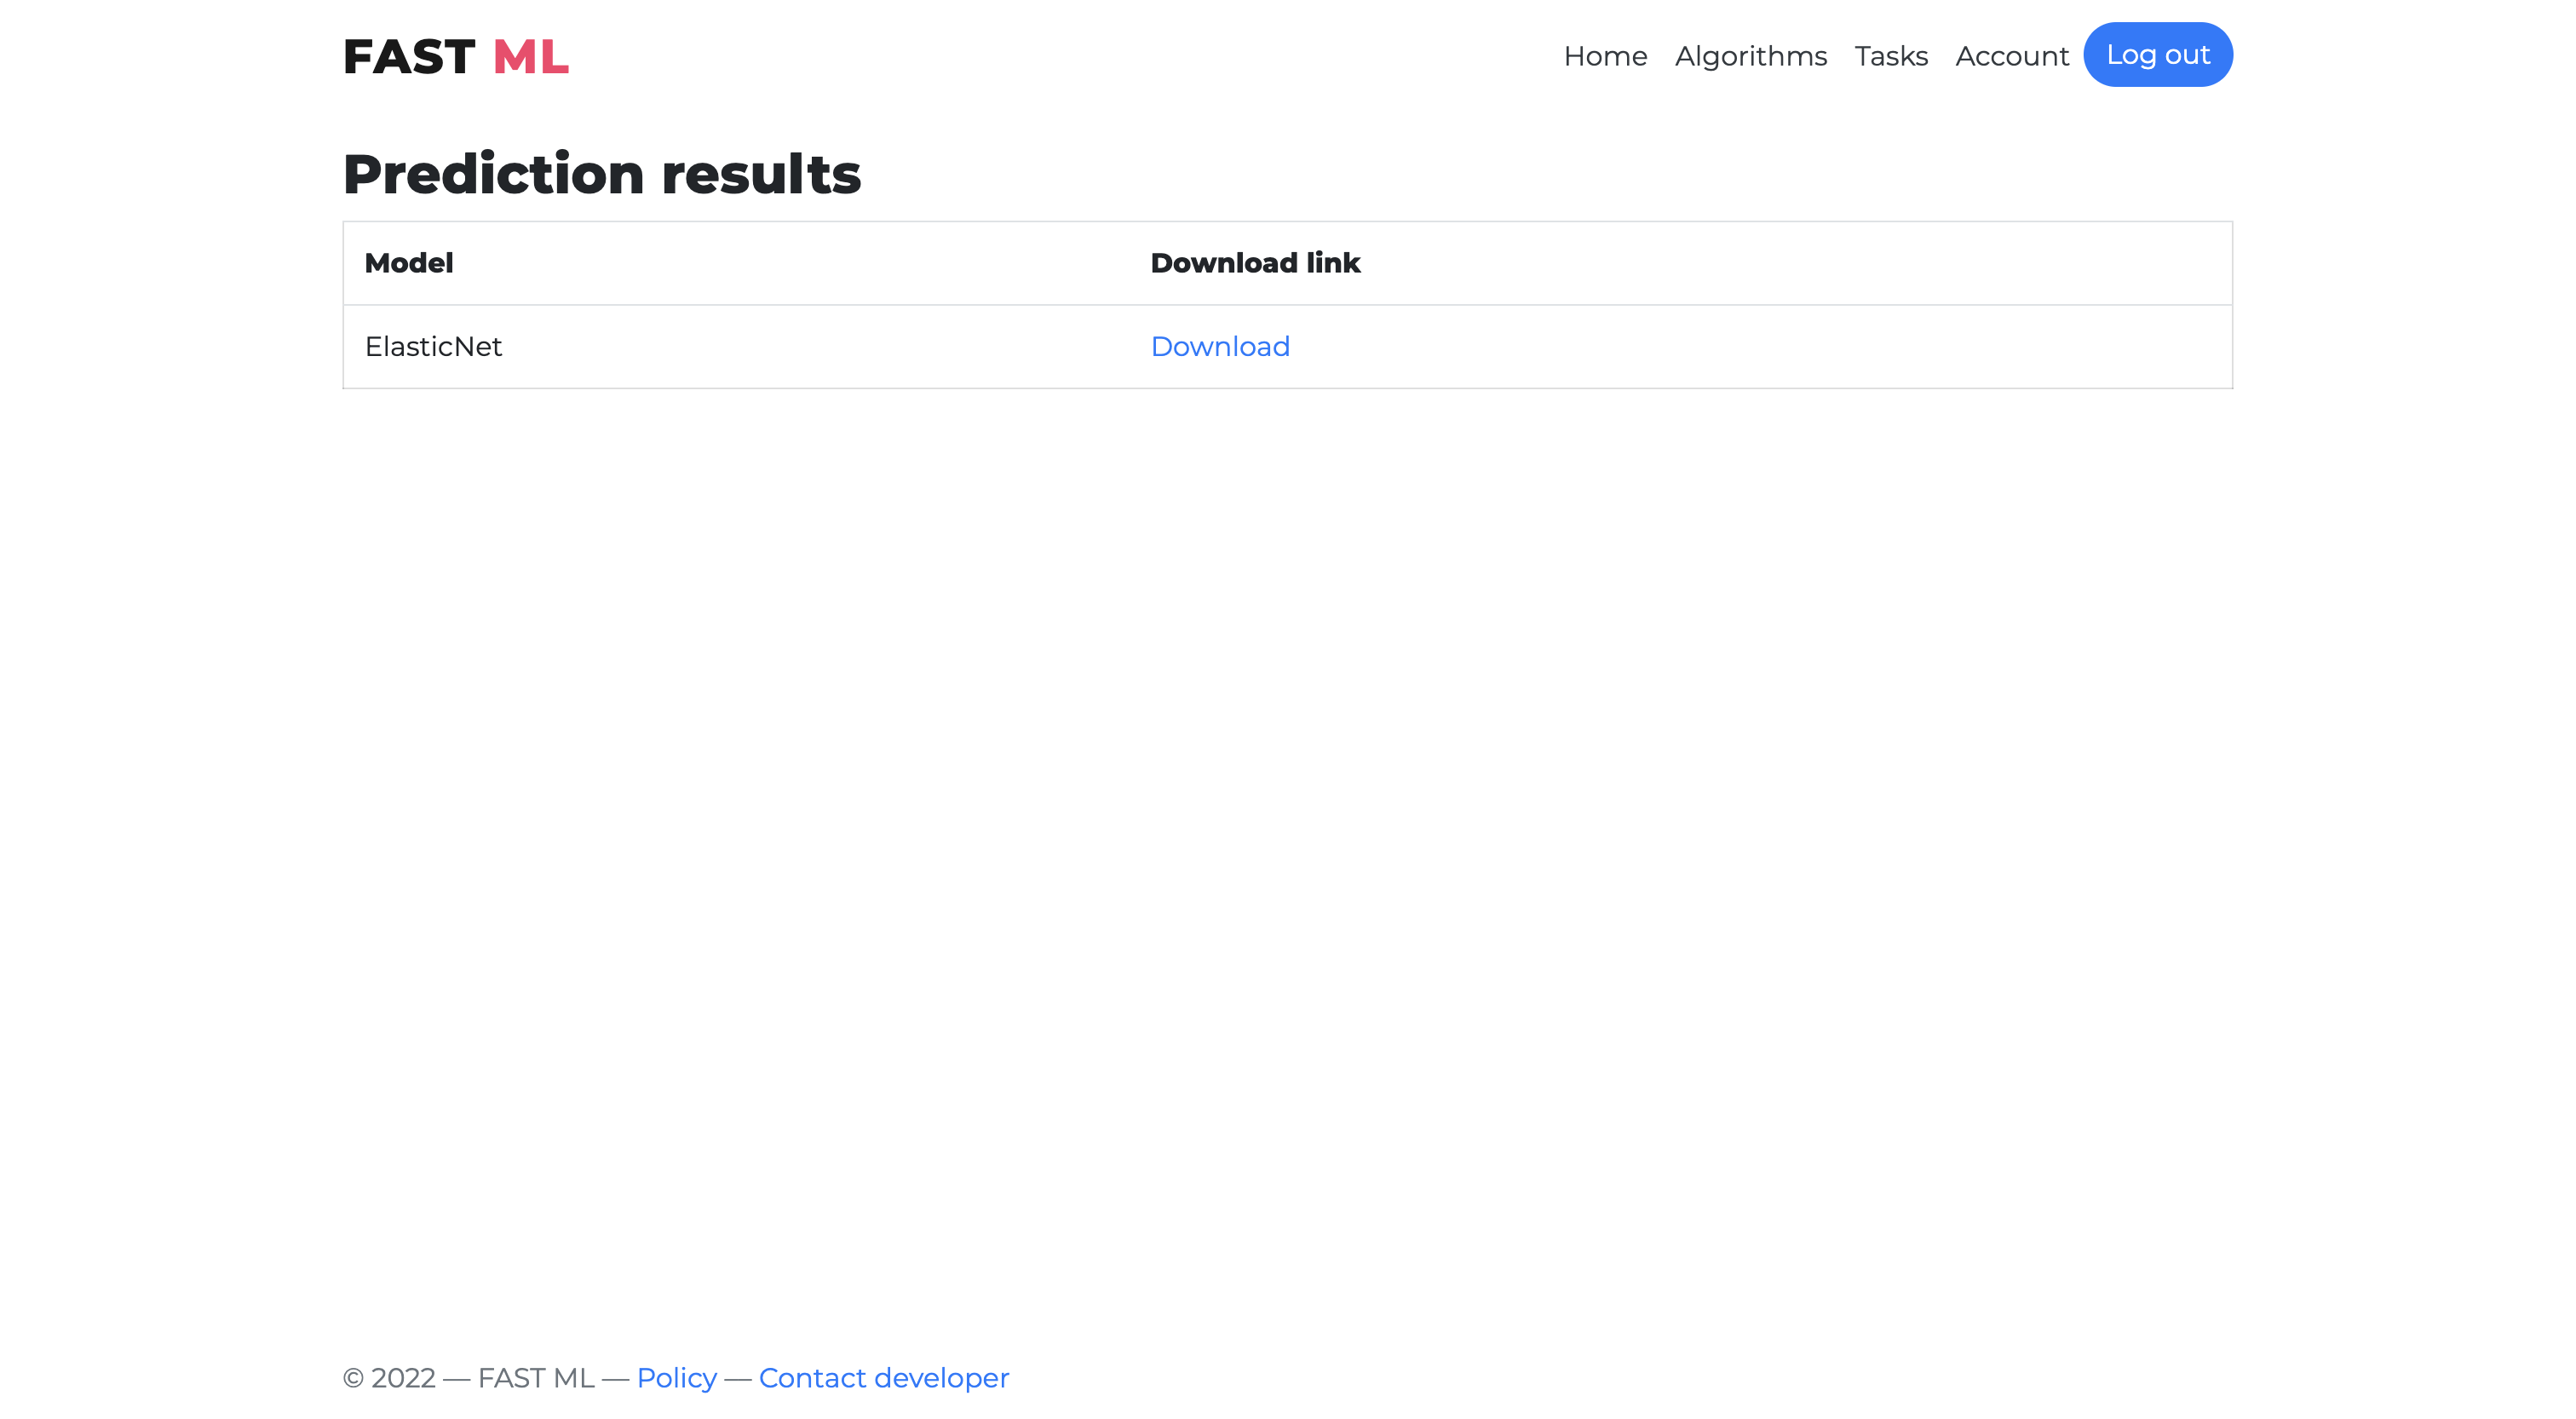 FAST ML
Home Algorithms Tasks Account Log out
Prediction results
Model Download link
ElasticNet Download
© 2022 — FAST ML — Policy — Contact developer